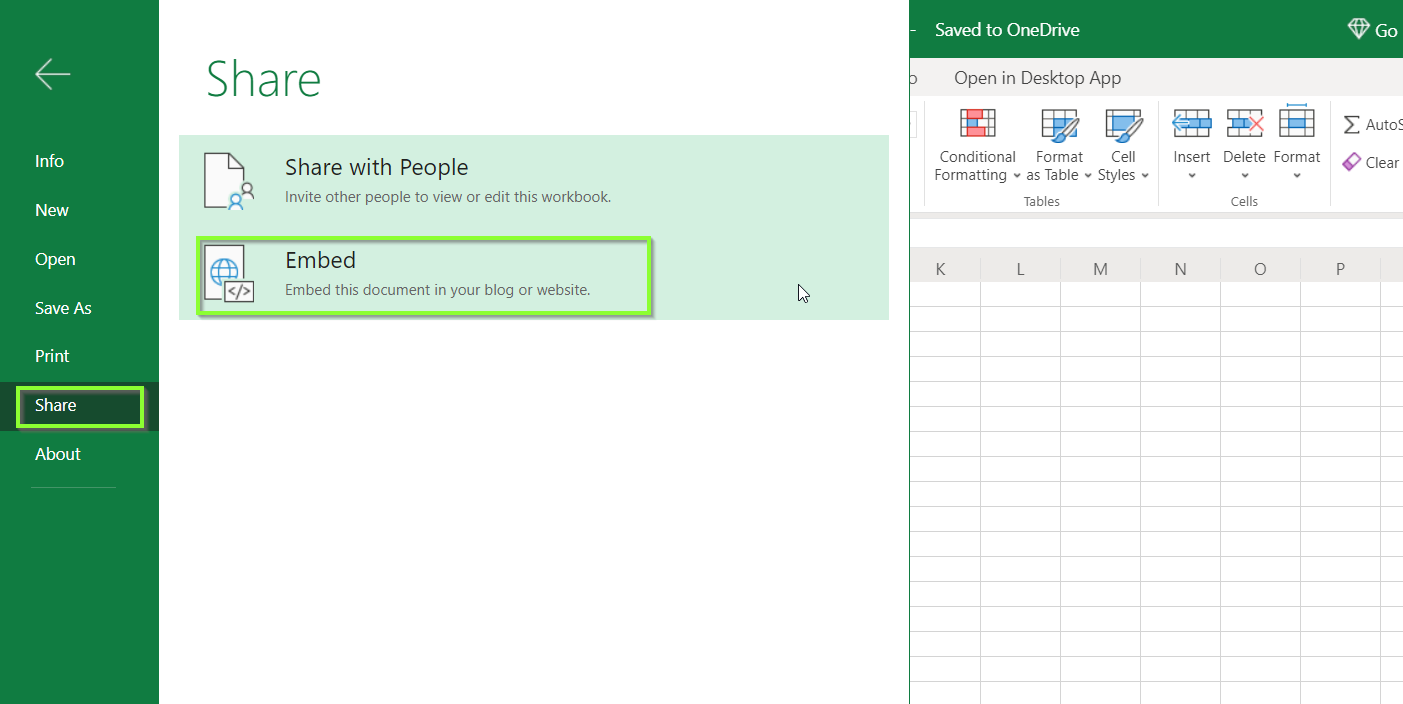 Share
Info
New
Open
Save As
Print
Share
About
Share with People
Invite other people to view or edit this workbook.
Embed
Embed this document in your blog or website.
</>
- Saved to OneDrive
Go
Open in Desktop App
Conditional
Formatting
Format
as Table
Cell
Styles
Tables
Insert
Delete
Format
Cells
AutoS
Clear
K L M N O P